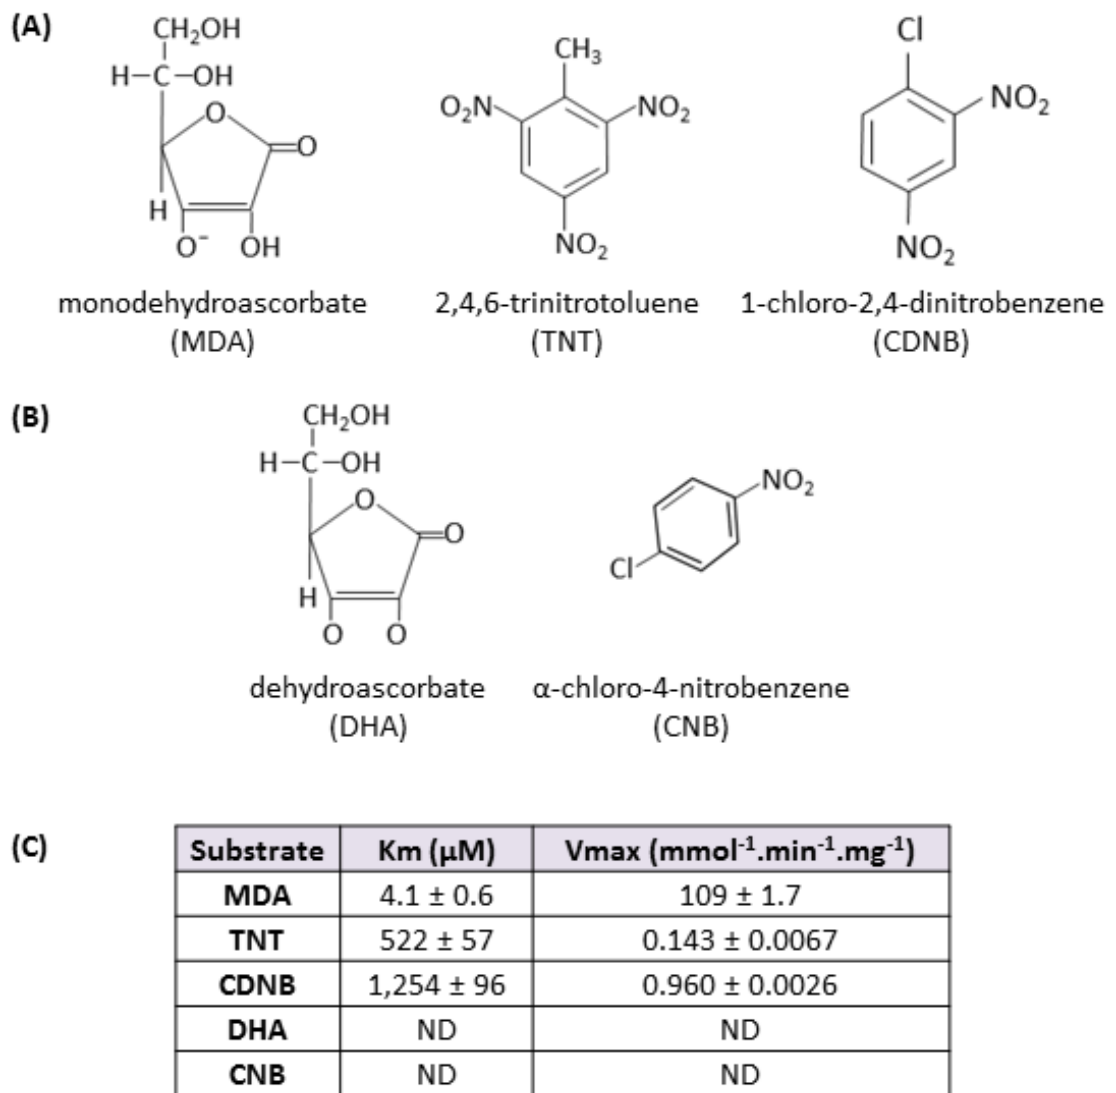 (A)
CH₂OH
H–C–OH
O
O
H
O⁻ OH
monodehydroascorbate
(MDA)
CH₃
O₂N NO₂
NO₂
2,4,6-trinitrotoluene
(TNT)
Cl
NO₂
NO₂
1-chloro-2,4-dinitrobenzene
(CDNB)
(B)
CH₂OH
H–C–OH
O
O
H
O O
dehydroascorbate
(DHA)
NO₂
Cl
α-chloro-4-nitrobenzene
(CNB)
(C)
Substrate Km (µM) Vmax (mmol⁻¹.min⁻¹.mg⁻¹)
MDA 4.1 ± 0.6 109 ± 1.7
TNT 522 ± 57 0.143 ± 0.0067
CDNB 1,254 ± 96 0.960 ± 0.0026
DHA ND ND
CNB ND ND